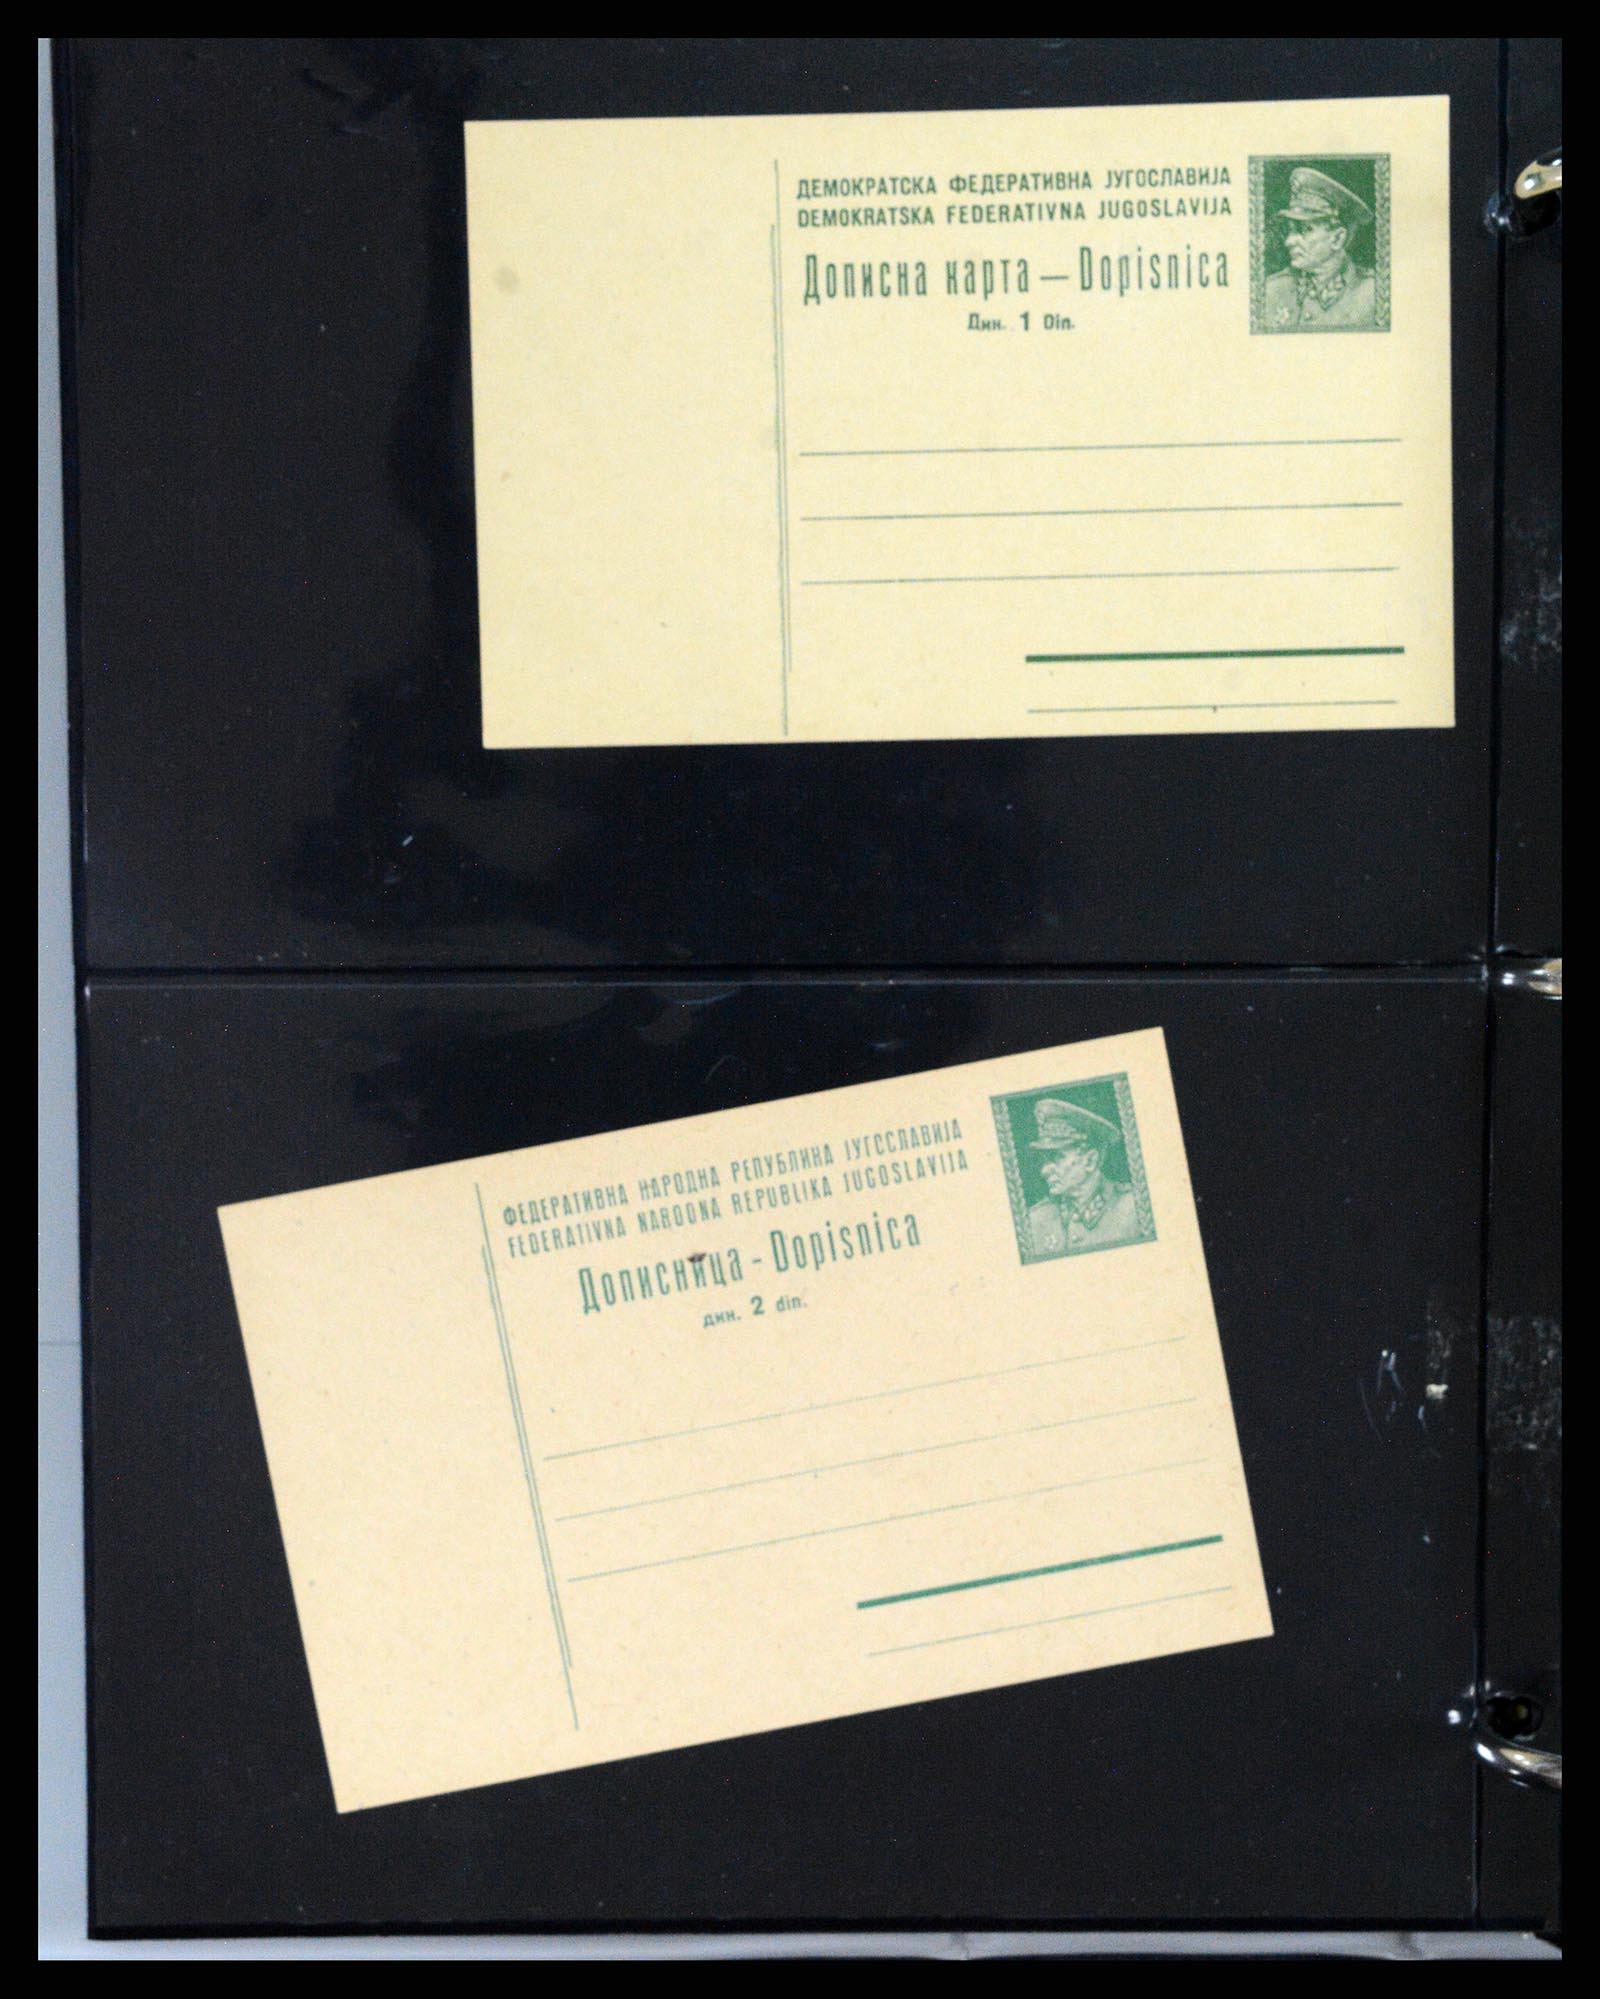 ДЕМОКРАТСКА ФЕДЕРАТИВНА ЈУГОСЛАВИЈА
DEMOKRATSKA FEDERATIVNA JUGOSLAVIJA
Дописна карта — Dopisnica
Дин. 1 Din.
ФЕДЕРАТИВНА НАРОДНА РЕПУБЛИКА ЈУГОСЛАВИЈА
FEDERATIVNA NARODNA REPUBLIKA JUGOSLAVIJA
Дописница - Dopisnica
дин. 2 din.